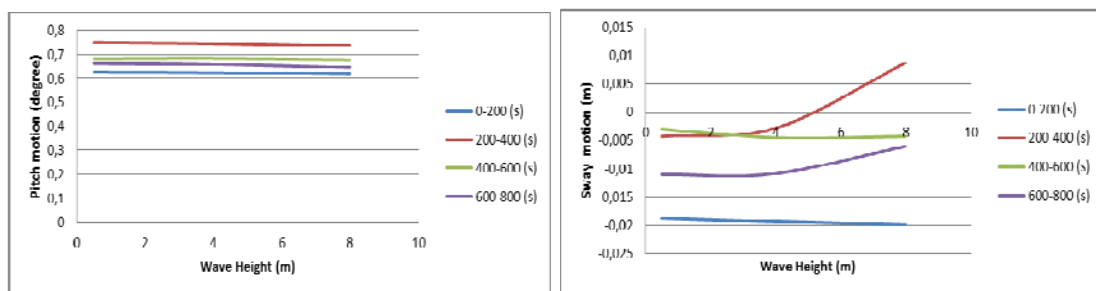 0,8
0,7
0,6
0,5
0,4
0,3
0,2
0,1
0
Pitch motion (degree)
0 2 4 6 8 10
Wave Height (m)
0-200 (s)
200-400 (s)
400-600 (s)
600-800 (s)
0,015
0,01
0,005
0
-0,005
-0,01
-0,015
-0,02
-0,025
Sway motion (m)
0 2 4 6 8 10
Wave Height (m)
0-200 (s)
200-400 (s)
400-600 (s)
600-800 (s)